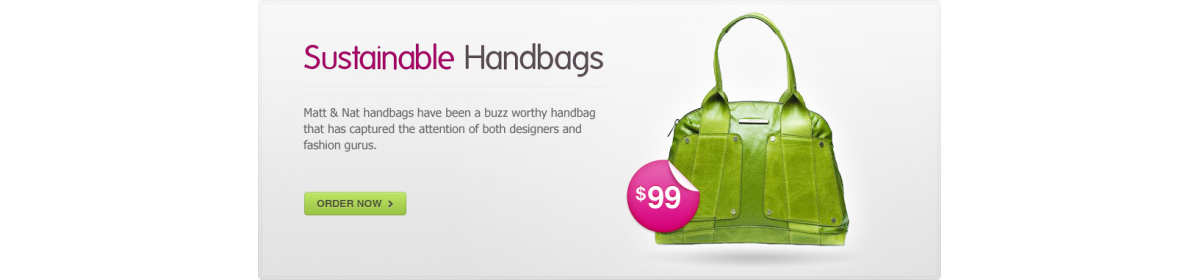 Sustainable Handbags
Matt & Nat handbags have been a buzz worthy handbag
that has captured the attention of both designers and
fashion gurus.
ORDER NOW >
$99